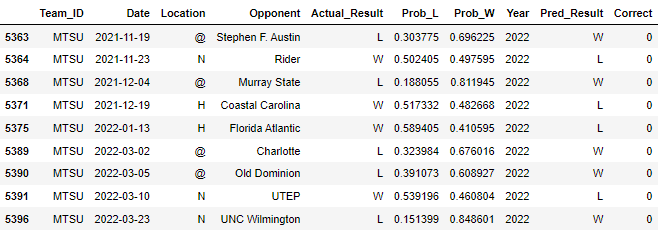 Team_ID Date Location Opponent Actual_Result Prob_L Prob_W Year Pred_Result Correct
5363 MTSU 2021-11-19 @ Stephen F. Austin L 0.303775 0.696225 2022 W 0
5364 MTSU 2021-11-23 N Rider W 0.502405 0.497595 2022 L 0
5368 MTSU 2021-12-04 @ Murray State L 0.188055 0.811945 2022 W 0
5371 MTSU 2021-12-19 H Coastal Carolina W 0.517332 0.482668 2022 L 0
5375 MTSU 2022-01-13 H Florida Atlantic W 0.589405 0.410595 2022 L 0
5389 MTSU 2022-03-02 @ Charlotte L 0.323984 0.676016 2022 W 0
5390 MTSU 2022-03-05 @ Old Dominion L 0.391073 0.608927 2022 W 0
5391 MTSU 2022-03-10 N UTEP W 0.539196 0.460804 2022 L 0
5396 MTSU 2022-03-23 N UNC Wilmington L 0.151399 0.848601 2022 W 0